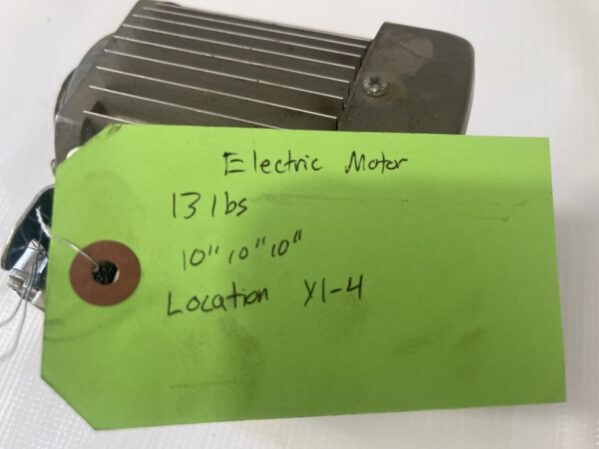 Electric Motor
13 lbs
10" 10" 10"
Location Y1-4